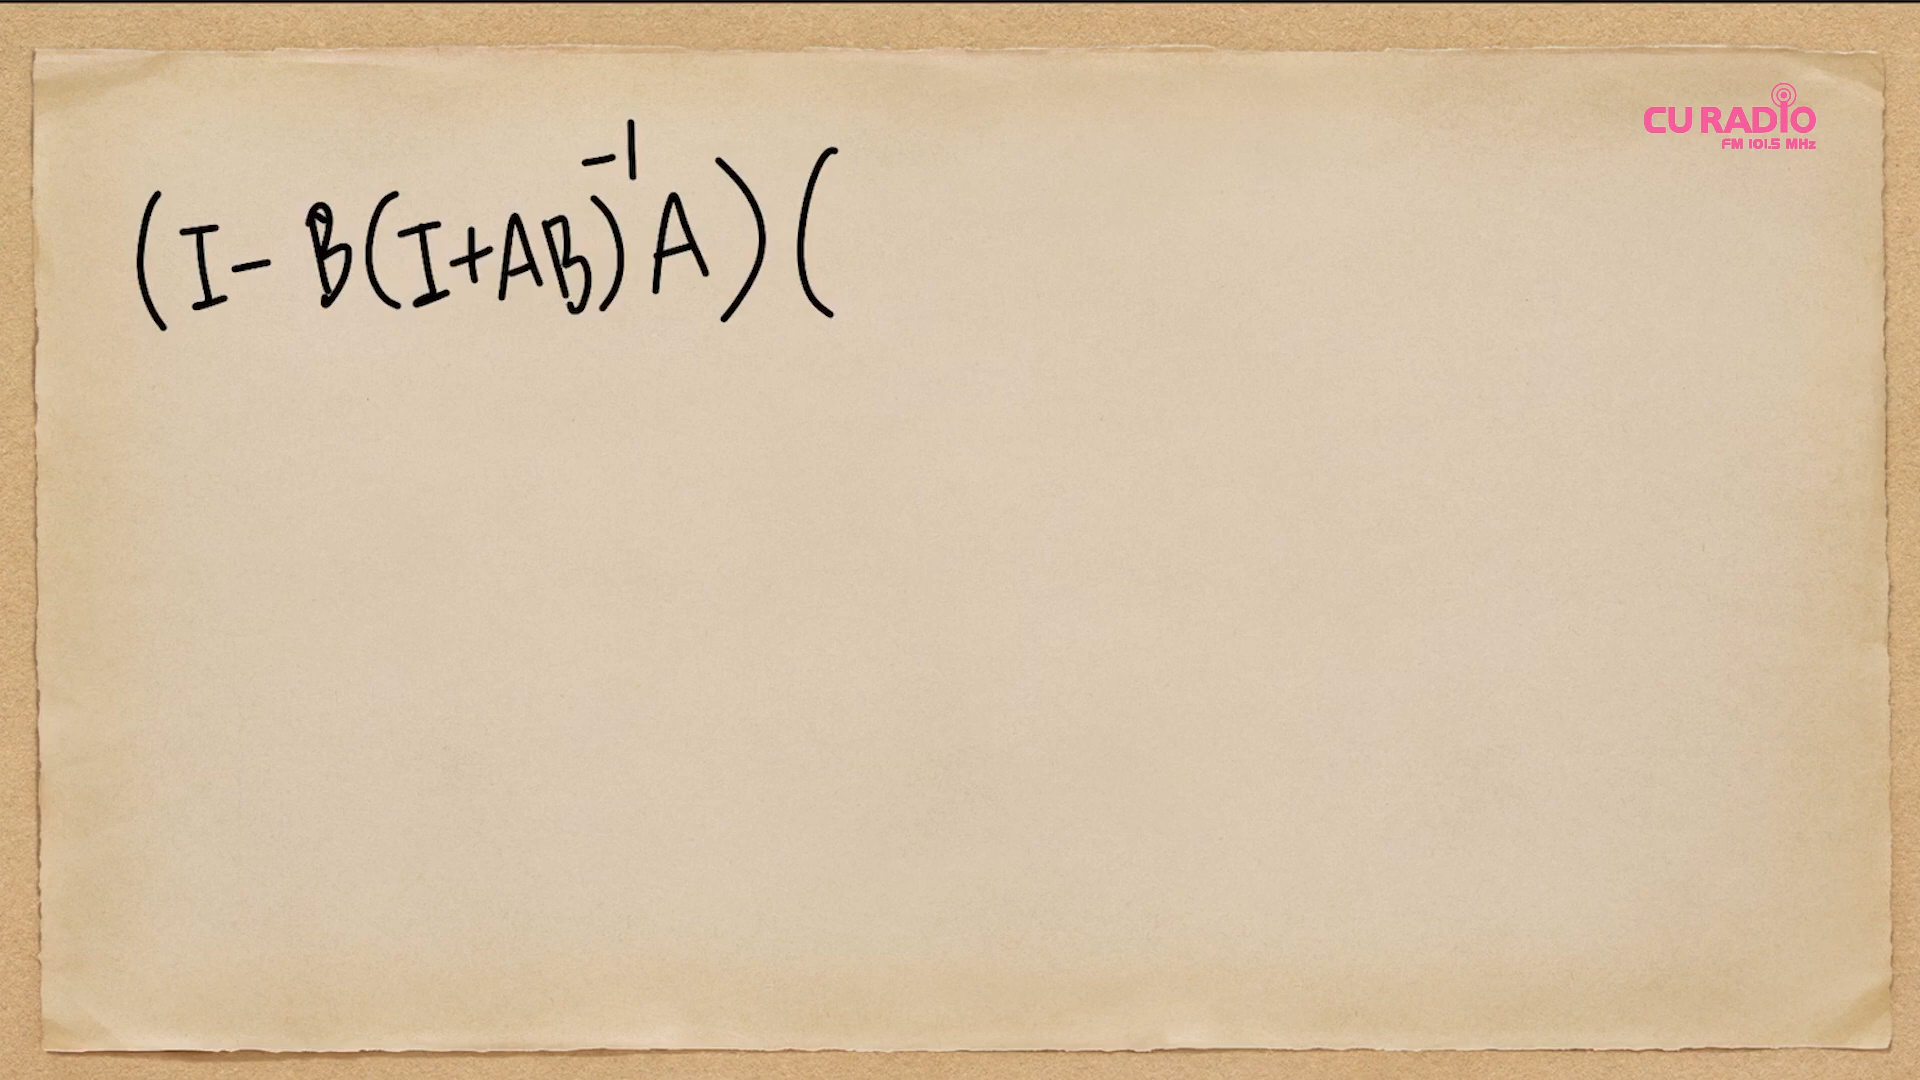 CU RADIO
FM 101.5 MHz
(I- B(I+AB)⁻¹A)(